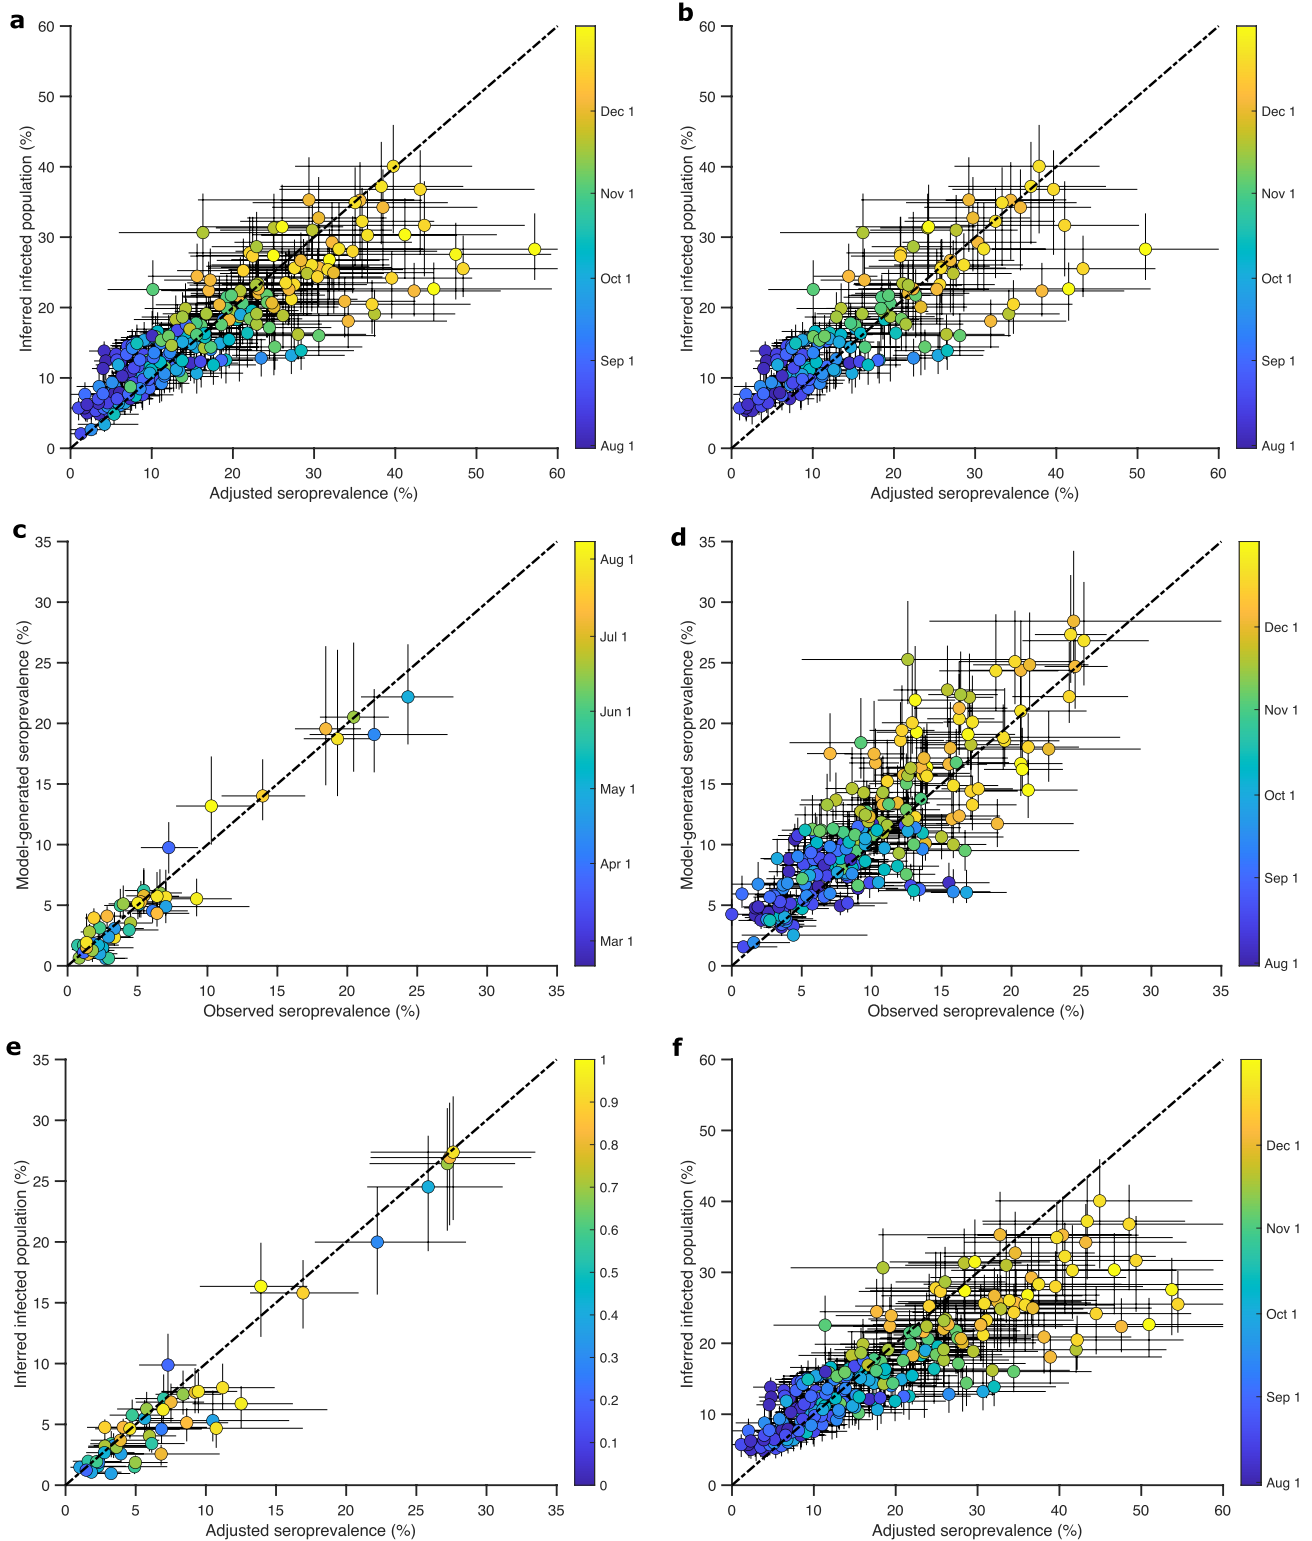 a
60
50
40
30
20
10
0
0 10 20 30 40 50 60
Inferred infected population (%)
Adjusted seroprevalence (%)
Dec 1
Nov 1
Oct 1
Sep 1
Aug 1
b
60
50
40
30
20
10
0
0 10 20 30 40 50 60
Inferred infected population (%)
Adjusted seroprevalence (%)
Dec 1
Nov 1
Oct 1
Sep 1
Aug 1
c
35
30
25
20
15
10
5
0
0 5 10 15 20 25 30 35
Model-generated seroprevalence (%)
Observed seroprevalence (%)
Aug 1
Jul 1
Jun 1
May 1
Apr 1
Mar 1
d
35
30
25
20
15
10
5
0
0 5 10 15 20 25 30 35
Model-generated seroprevalence (%)
Observed seroprevalence (%)
Dec 1
Nov 1
Oct 1
Sep 1
Aug 1
e
35
30
25
20
15
10
5
0
0 5 10 15 20 25 30 35
Inferred infected population (%)
Adjusted seroprevalence (%)
1
0.9
0.8
0.7
0.6
0.5
0.4
0.3
0.2
0.1
0
f
60
50
40
30
20
10
0
0 10 20 30 40 50 60
Inferred infected population (%)
Adjusted seroprevalence (%)
Dec 1
Nov 1
Oct 1
Sep 1
Aug 1